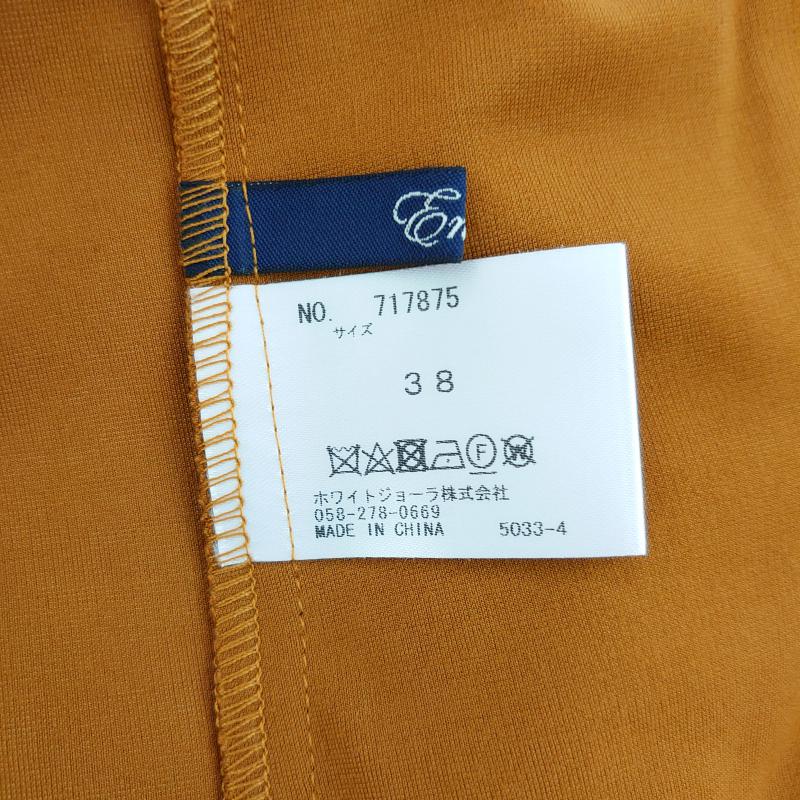 NO. 717875
サイズ
38
ホワイトジョーラ株式会社
058-278-0669
MADE IN CHINA 5033-4